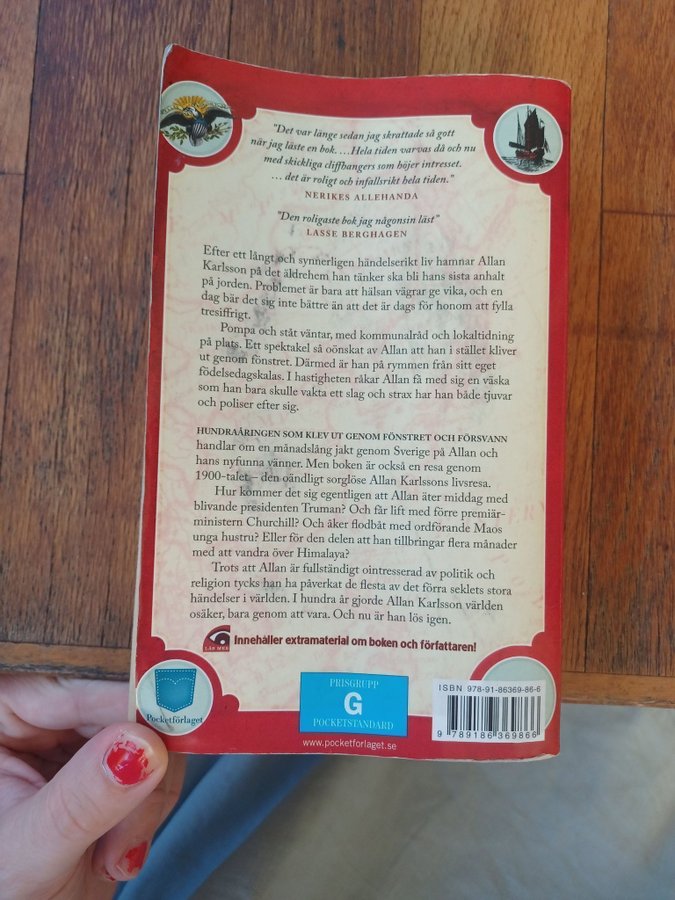 "Det var länge sedan jag skrattade så gott
när jag läste en bok. …Hela tiden varvas då och nu
med skickliga cliffhangers som höjer intresset.
… det är roligt och infallsrikt hela tiden."
NERIKES ALLEHANDA
"Den roligaste bok jag någonsin läst"
LASSE BERGHAGEN
Efter ett långt och synnerligen händelserikt liv hamnar Allan
Karlsson på det äldrehem han tänker ska bli hans sista anhalt
på jorden. Problemet är bara att hälsan vägrar ge vika, och en
dag bär det sig inte bättre än att det är dags för honom att fylla
tresiffrigt.
Pompa och ståt väntar, med kommunalråd och lokaltidning
på plats. Ett spektakel så oönskat av Allan att han i stället kliver
ut genom fönstret. Därmed är han på rymmen från sitt eget
födelsedagskalas. I hastigheten råkar Allan få med sig en väska
som han bara skulle vakta ett slag och strax har han både tjuvar
och poliser efter sig.
HUNDRAÅRINGEN SOM KLEV UT GENOM FÖNSTRET OCH FÖRSVANN
handlar om en månadslång jakt genom Sverige på Allan och
hans nyfunna vänner. Men boken är också en resa genom
1900-talet – den oändligt sorglöse Allan Karlssons livsresa.
Hur kommer det sig egentligen att Allan äter middag med
blivande presidenten Truman? Och får lift med förre premiär-
ministern Churchill? Och åker flodbåt med ordförande Maos
unga hustru? Eller för den delen att han tillbringar flera månader
med att vandra över Himalaya?
Trots att Allan är fullständigt ointresserad av politik och
religion tycks han ha påverkat de flesta av det förra seklets stora
händelser i världen. I hundra år gjorde Allan Karlsson världen
osäker, bara genom att vara. Och nu är han lös igen.
LÄS MER
Innehåller extramaterial om boken och författaren!
Pocketförlaget
PRISGRUPP
G
POCKETSTANDARD
www.pocketforlaget.se
ISBN 978-91-86369-86-6
9 789186 369866